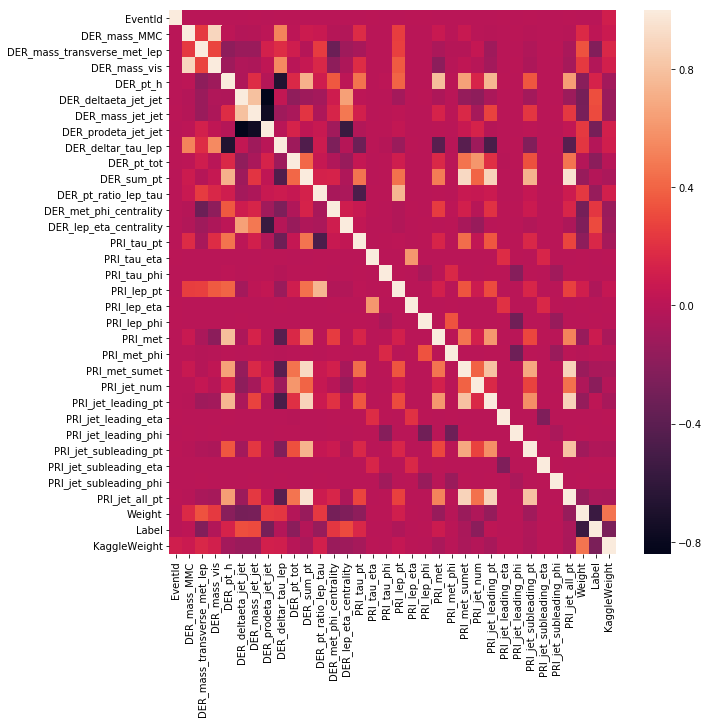 EventId
DER_mass_MMC
DER_mass_transverse_met_lep
DER_mass_vis
DER_pt_h
DER_deltaeta_jet_jet
DER_mass_jet_jet
DER_prodeta_jet_jet
DER_deltar_tau_lep
DER_pt_tot
DER_sum_pt
DER_pt_ratio_lep_tau
DER_met_phi_centrality
DER_lep_eta_centrality
PRI_tau_pt
PRI_tau_eta
PRI_tau_phi
PRI_lep_pt
PRI_lep_eta
PRI_lep_phi
PRI_met
PRI_met_phi
PRI_met_sumet
PRI_jet_num
PRI_jet_leading_pt
PRI_jet_leading_eta
PRI_jet_leading_phi
PRI_jet_subleading_pt
PRI_jet_subleading_eta
PRI_jet_subleading_phi
PRI_jet_all_pt
Weight
Label
KaggleWeight
EventId
DER_mass_MMC
DER_mass_transverse_met_lep
DER_mass_vis
DER_pt_h
DER_deltaeta_jet_jet
DER_mass_jet_jet
DER_prodeta_jet_jet
DER_deltar_tau_lep
DER_pt_tot
DER_sum_pt
DER_pt_ratio_lep_tau
DER_met_phi_centrality
DER_lep_eta_centrality
PRI_tau_pt
PRI_tau_eta
PRI_tau_phi
PRI_lep_pt
PRI_lep_eta
PRI_lep_phi
PRI_met
PRI_met_phi
PRI_met_sumet
PRI_jet_num
PRI_jet_leading_pt
PRI_jet_leading_eta
PRI_jet_leading_phi
PRI_jet_subleading_pt
PRI_jet_subleading_eta
PRI_jet_subleading_phi
PRI_jet_all_pt
Weight
Label
KaggleWeight
0.8
0.4
0.0
−0.4
−0.8